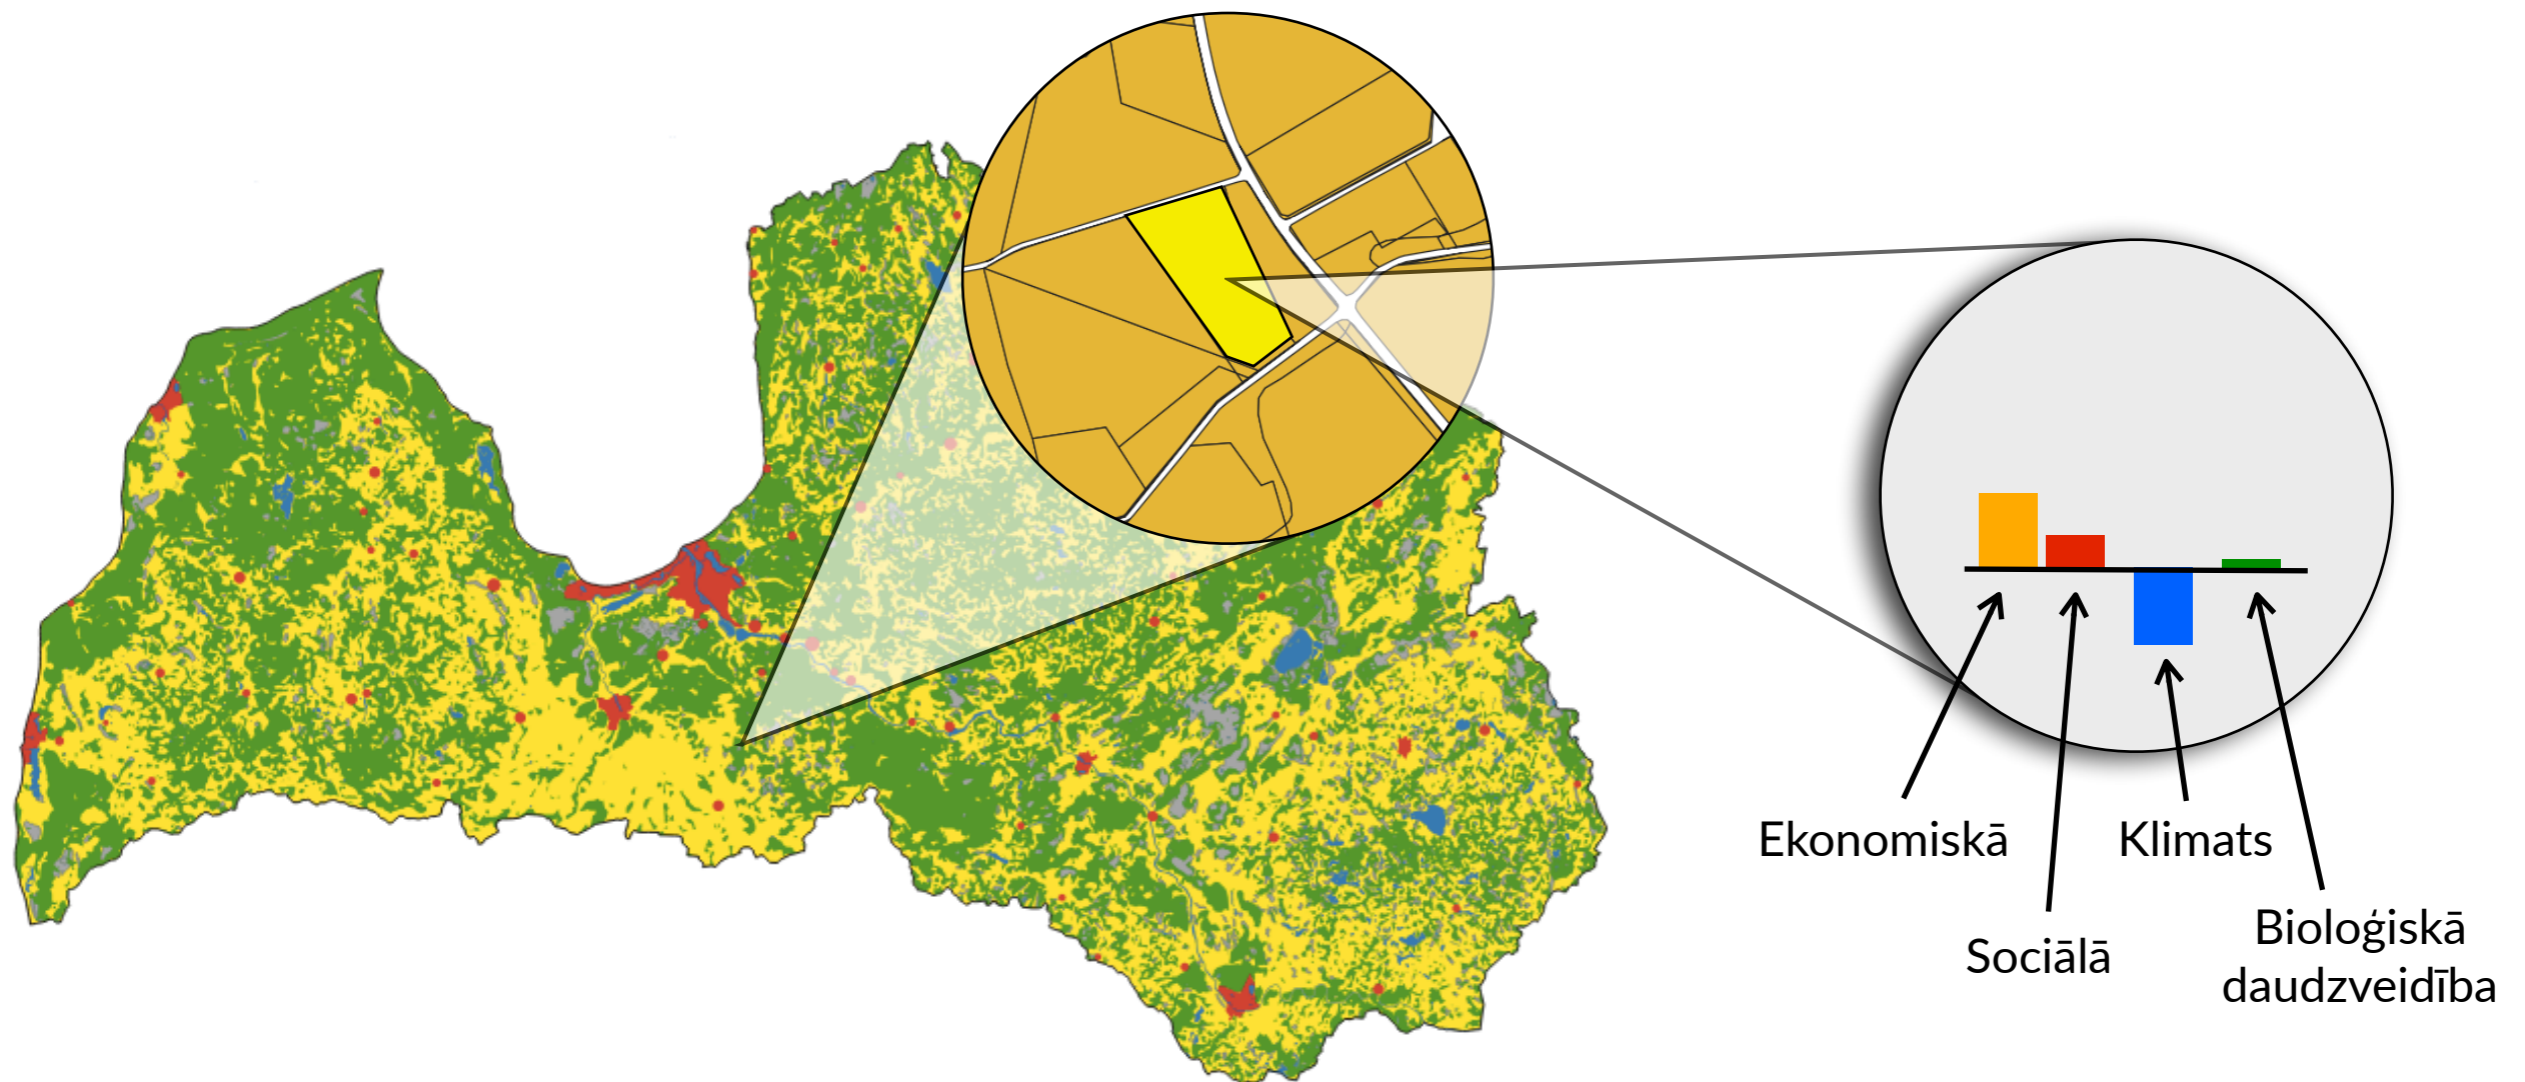 Ekonomiskā
Klimats
Sociālā
Bioloģiskā
daudzveidība